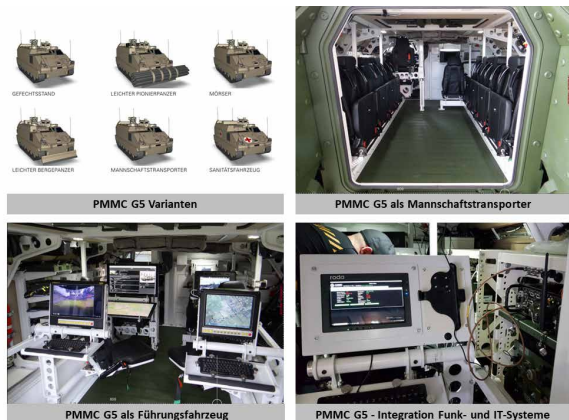 GEFECHTSSTAND
LEICHTER PIONIERPANZER
MÖRSER
LEICHTER BERGEPANZER
MANNSCHAFTSTRANSPORTER
SANITÄTSFAHRZEUG
PMMC G5 Varianten
PMMC G5 als Mannschaftstransporter
rada
PMMC G5 als Führungsfahrzeug
PMMC G5 - Integration Funk- und IT-Systeme